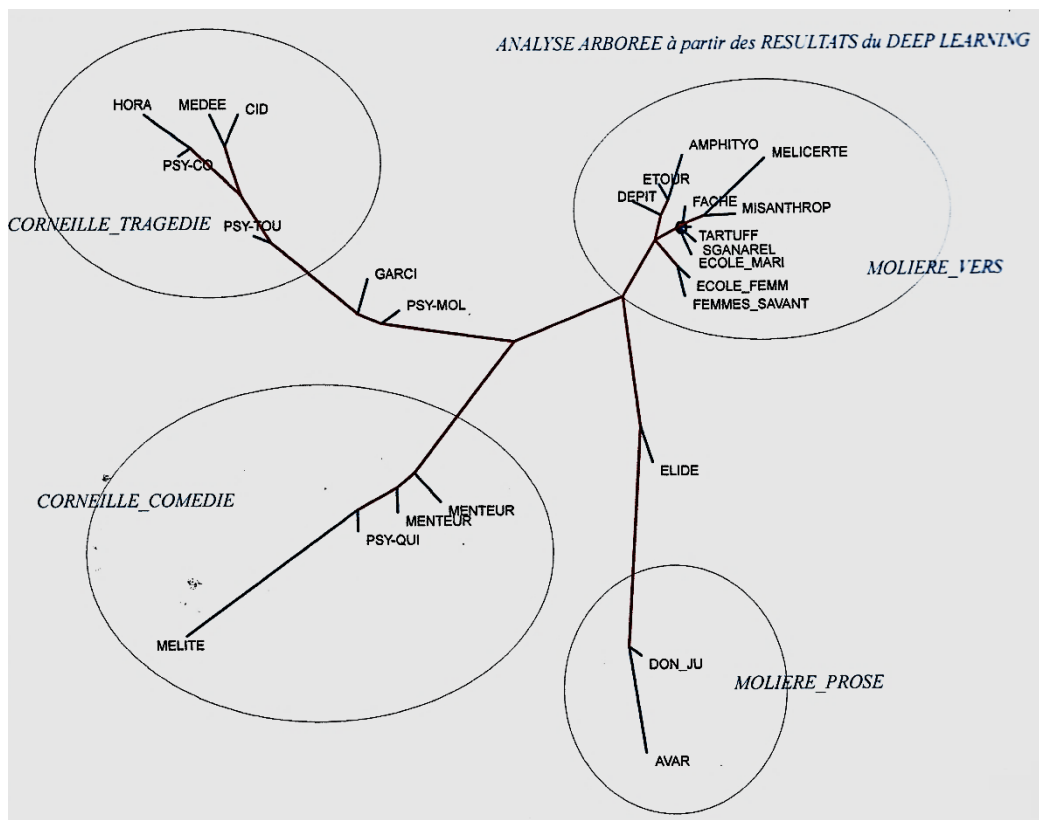 ANALYSE ARBOREE à partir des RESULTATS du DEEP LEARNING
HORA
MEDEE
CID
PSY-CO
CORNEILLE_TRAGEDIE
PSY-TOU
GARCI
PSY-MOL
AMPHITYO
MELICERTE
ETOUR
DEPIT
FACHE
MISANTHROP
TARTUFF
SGANAREL
ECOLE_MARI
MOLIERE_VERS
ECOLE_FEMM
FEMMES_SAVANT
ELIDE
CORNEILLE_COMEDIE
MENTEUR
MENTEUR
PSY-QUI
MELITE
DON_JU
MOLIERE_PROSE
AVAR